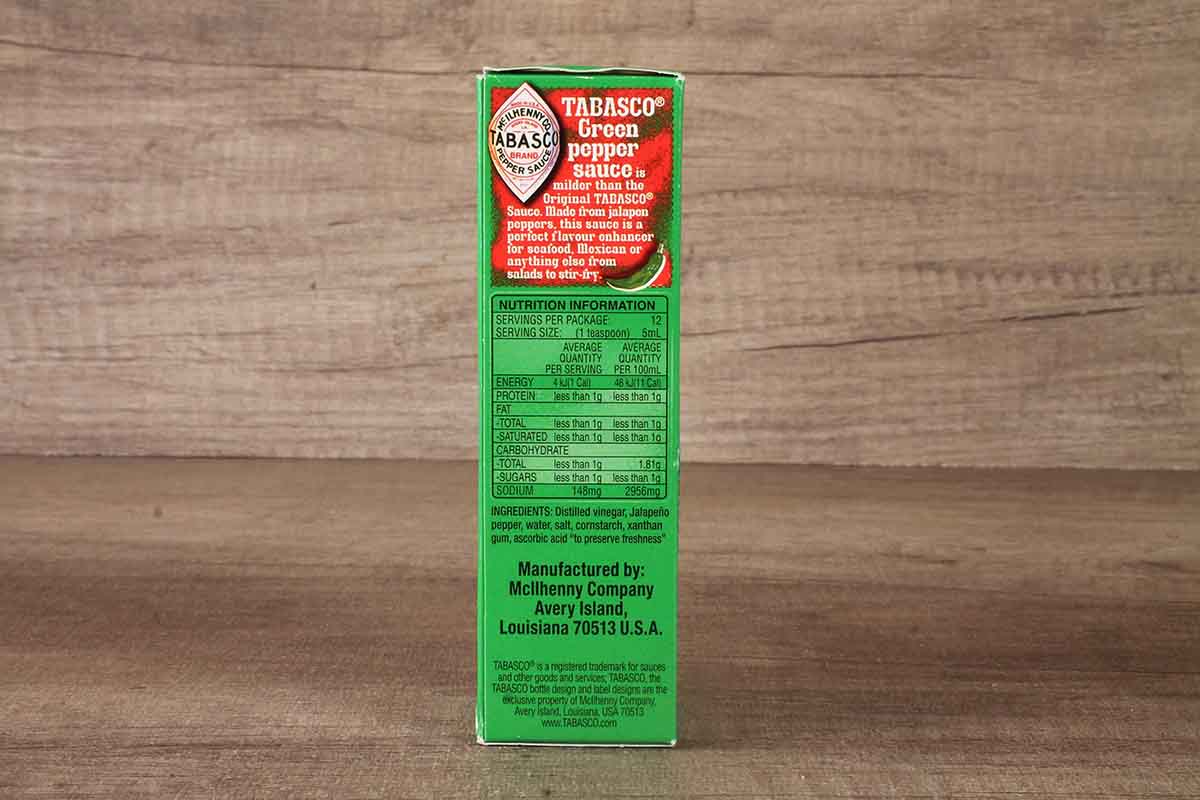 MADE IN U.S.A.
McILHENNY CO.
TABASCO
BRAND
PEPPER SAUCE
TABASCO®
Green
pepper
sauce is
milder than the
Original TABASCO®
Sauce. Made from jalapen
peppers, this sauce is a
perfect flavour enhancer
for seafood, Mexican or
anything else from
salads to stir-fry.
NUTRITION INFORMATION
SERVINGS PER PACKAGE: 12
SERVING SIZE: (1 teaspoon) 5mL
AVERAGE AVERAGE
QUANTITY QUANTITY
PER SERVING PER 100mL
ENERGY 4 kJ(1 Cal) 46 kJ(11 Cal)
PROTEIN less than 1g less than 1g
FAT
-TOTAL less than 1g less than 1g
-SATURATED less than 1g less than 1g
CARBOHYDRATE
-TOTAL less than 1g 1.81g
-SUGARS less than 1g less than 1g
SODIUM 148mg 2956mg
INGREDIENTS: Distilled vinegar, Jalapeño
pepper, water, salt, cornstarch, xanthan
gum, ascorbic acid "to preserve freshness"
Manufactured by:
McIlhenny Company
Avery Island,
Louisiana 70513 U.S.A.
TABASCO® is a registered trademark for sauces
and other goods and services; TABASCO, the
TABASCO bottle design and label designs are the
exclusive property of McIlhenny Company,
Avery Island, Louisiana, USA 70513
www.TABASCO.com